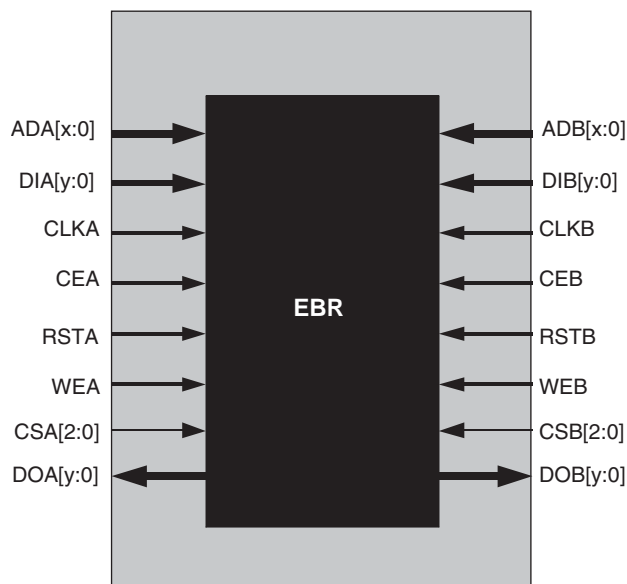 ADA[x:0]
DIA[y:0]
CLKA
CEA
RSTA
WEA
CSA[2:0]
DOA[y:0]
EBR
ADB[x:0]
DIB[y:0]
CLKB
CEB
RSTB
WEB
CSB[2:0]
DOB[y:0]